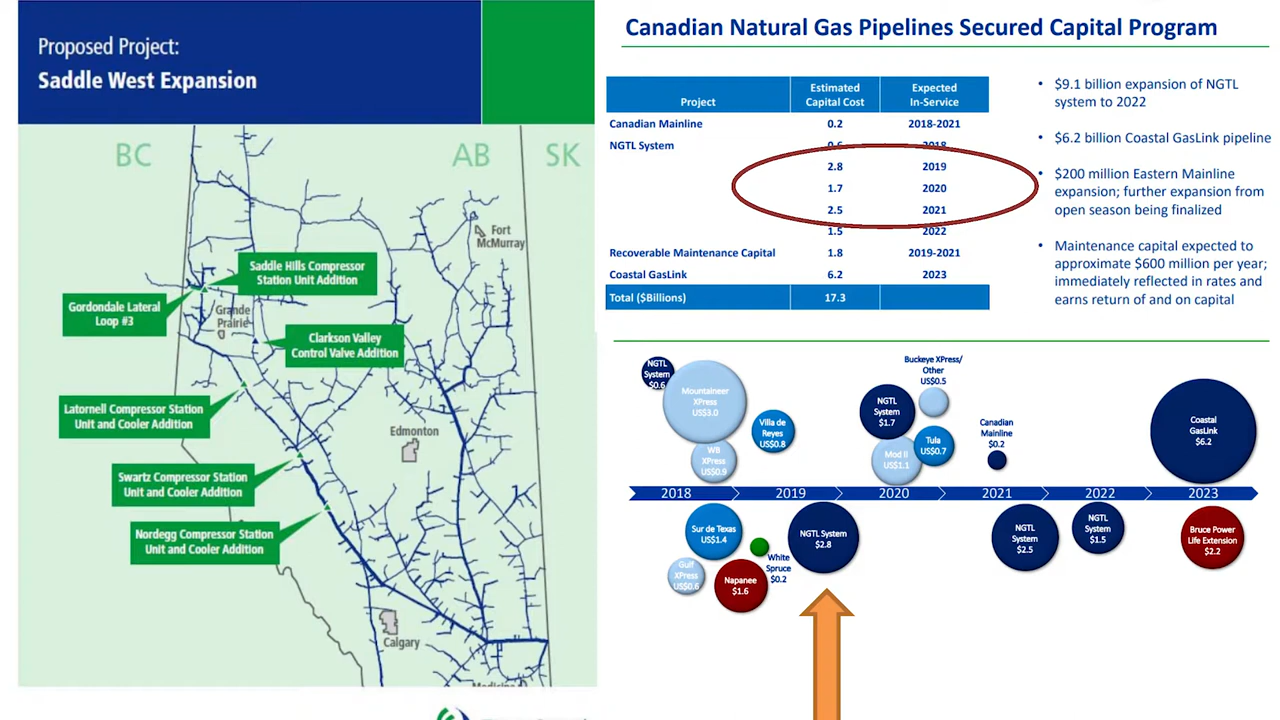 Proposed Project:
Saddle West Expansion
BC
AB
SK
Fort
McMurray
Saddle Hills Compressor
Station Unit Addition
Gordondale Lateral
Loop #3
Grande
Prairie
Clarkson Valley
Control Valve Addition
Latornell Compressor Station
Unit and Cooler Addition
Edmonton
Swartz Compressor Station
Unit and Cooler Addition
Nordegg Compressor Station
Unit and Cooler Addition
Calgary
Canadian Natural Gas Pipelines Secured Capital Program
Project
Estimated
Capital Cost
Expected
In-Service
Canadian Mainline 0.2 2018-2021
NGTL System 0.6 2018
2.8 2019
1.7 2020
2.5 2021
1.5 2022
Recoverable Maintenance Capital 1.8 2019-2021
Coastal GasLink 6.2 2023
Total ($Billions) 17.3
• $9.1 billion expansion of NGTL
system to 2022
• $6.2 billion Coastal GasLink pipeline
• $200 million Eastern Mainline
expansion; further expansion from
open season being finalized
• Maintenance capital expected to
approximate $600 million per year;
immediately reflected in rates and
earns return of and on capital
NGTL
System
$0.6
Mountaineer
XPress
US$3.0
WB
XPress
US$0.9
Villa de
Reyes
US$0.8
NGTL
System
$1.7
Buckeye XPress/
Other
US$0.5
Mod II
US$1.1
Tula
US$0.7
Canadian
Mainline
$0.2
Coastal
GasLink
$6.2
2018 2019 2020 2021 2022 2023
Sur de Texas
US$1.4
Gulf
XPress
US$0.6
Napanee
$1.6
White
Spruce
$0.2
NGTL System
$2.8
NGTL
System
$2.5
NGTL
System
$1.5
Bruce Power
Life Extension
$2.2